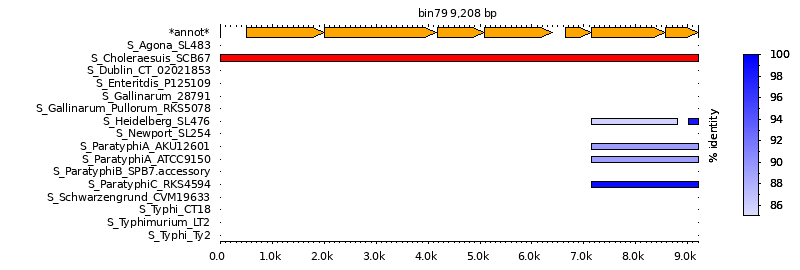 bin79 9,208 bp
*annot*
S_Agona_SL483
S_Choleraesuis_SCB67
S_Dublin_CT_02021853
S_Enteritdis_P125109
S_Gallinarum_28791
S_Gallinarum_Pullorum_RKS5078
S_Heidelberg_SL476
S_Newport_SL254
S_ParatyphiA_AKU12601
S_ParatyphiA_ATCC9150
S_ParatyphiB_SPB7.accessory
S_ParatyphiC_RKS4594
S_Schwarzengrund_CVM19633
S_Typhi_CT18
S_Typhimurium_LT2
S_Typhi_Ty2
0.0 1.0k 2.0k 3.0k 4.0k 5.0k 6.0k 7.0k 8.0k 9.0k
% identity
100
98
96
94
92
90
88
86